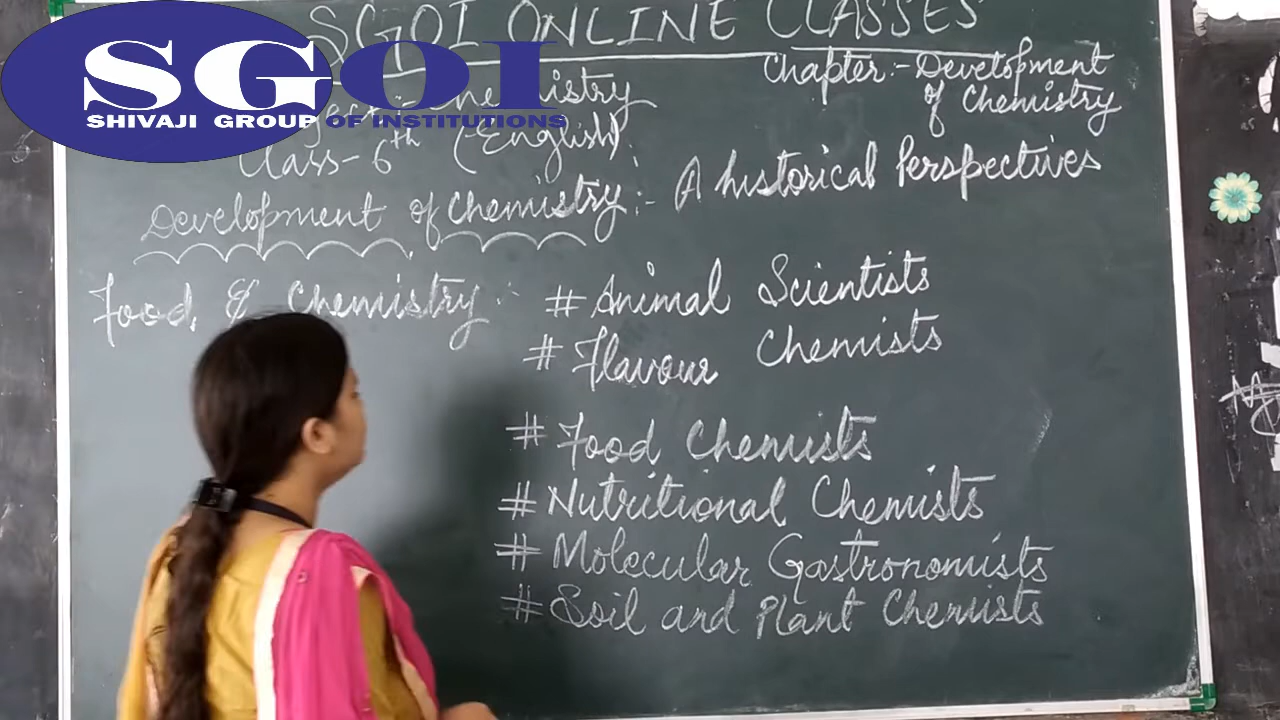 SGOI ONLINE CLASSES
SGOI
SHIVAJI GROUP OF INSTITUTIONS
Chemistry
Class- 6th (English)
Chapter:- Development
of Chemistry
Development of Chemistry:- A historical Perspectives
Food & Chemistry :-
# Animal Scientists
# Flavour Chemists
# Food Chemists
# Nutritional Chemists
# Molecular Gastronomists
# Soil and Plant Chemists